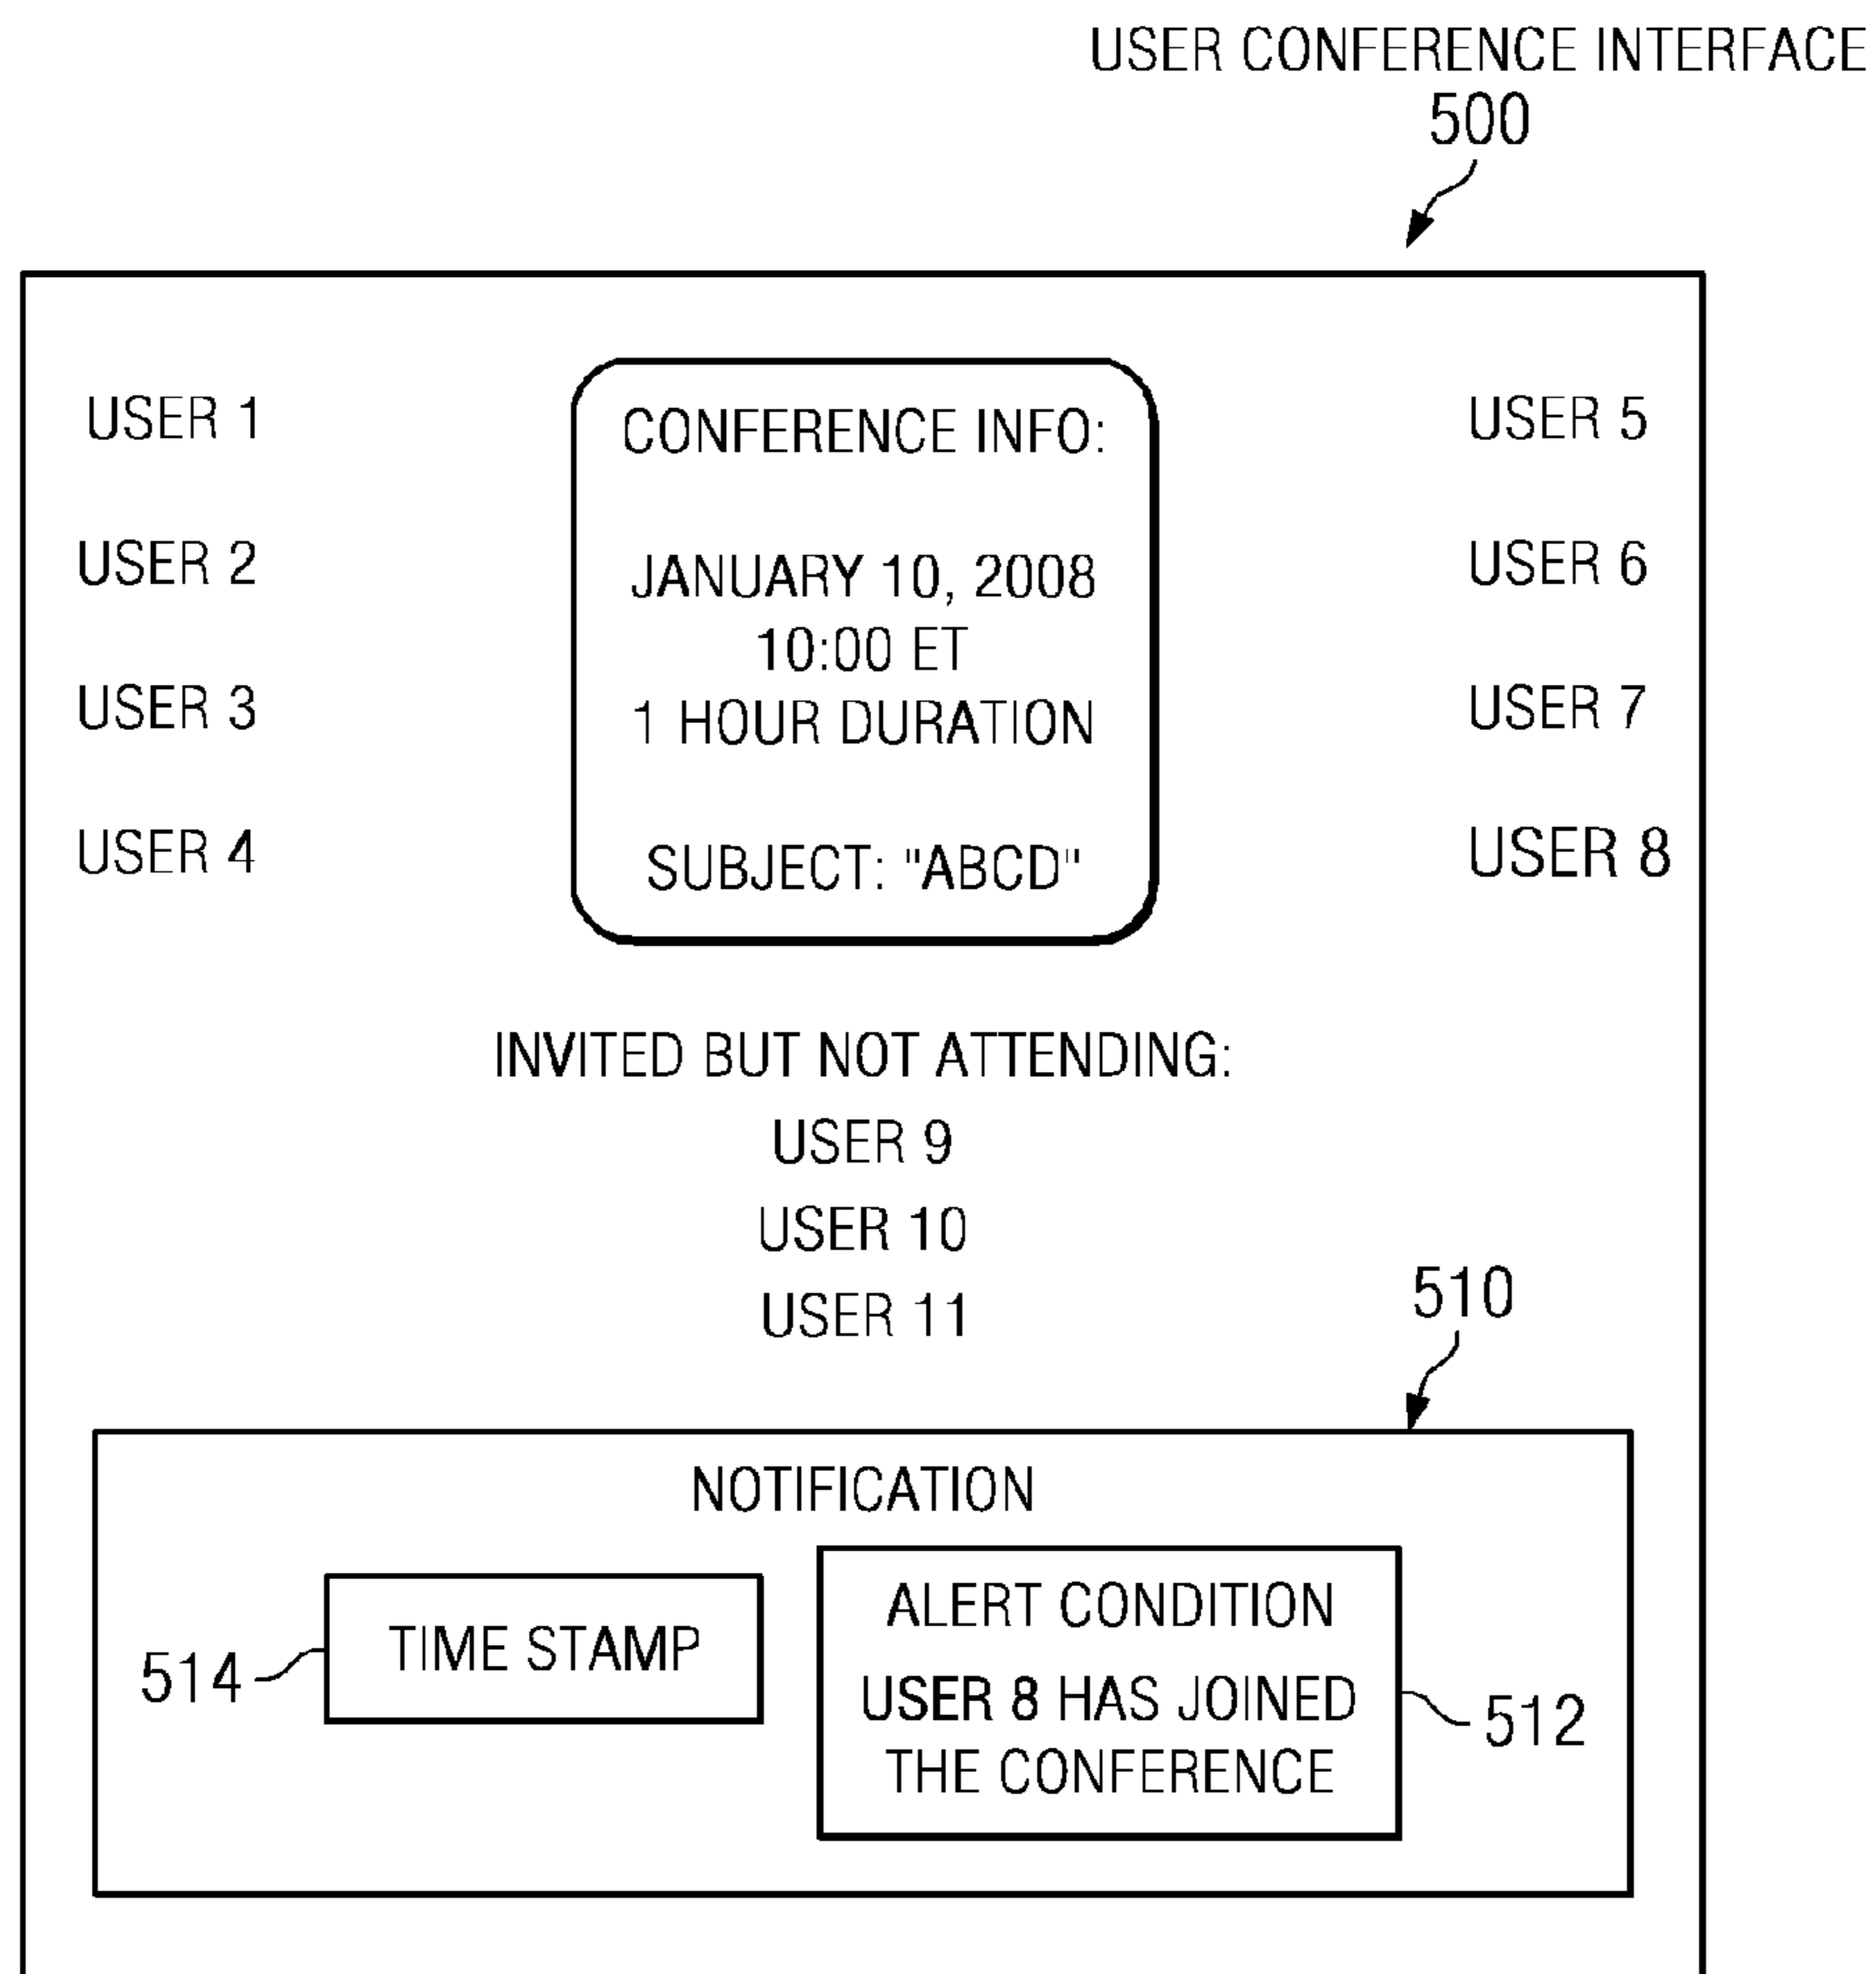 USER CONFERENCE INTERFACE
500
USER 1
USER 2
USER 3
USER 4
CONFERENCE INFO:
JANUARY 10, 2008
10:00 ET
1 HOUR DURATION
SUBJECT: "ABCD"
USER 5
USER 6
USER 7
USER 8
INVITED BUT NOT ATTENDING:
USER 9
USER 10
USER 11
510
NOTIFICATION
514
TIME STAMP
ALERT CONDITION
USER 8 HAS JOINED
THE CONFERENCE
512